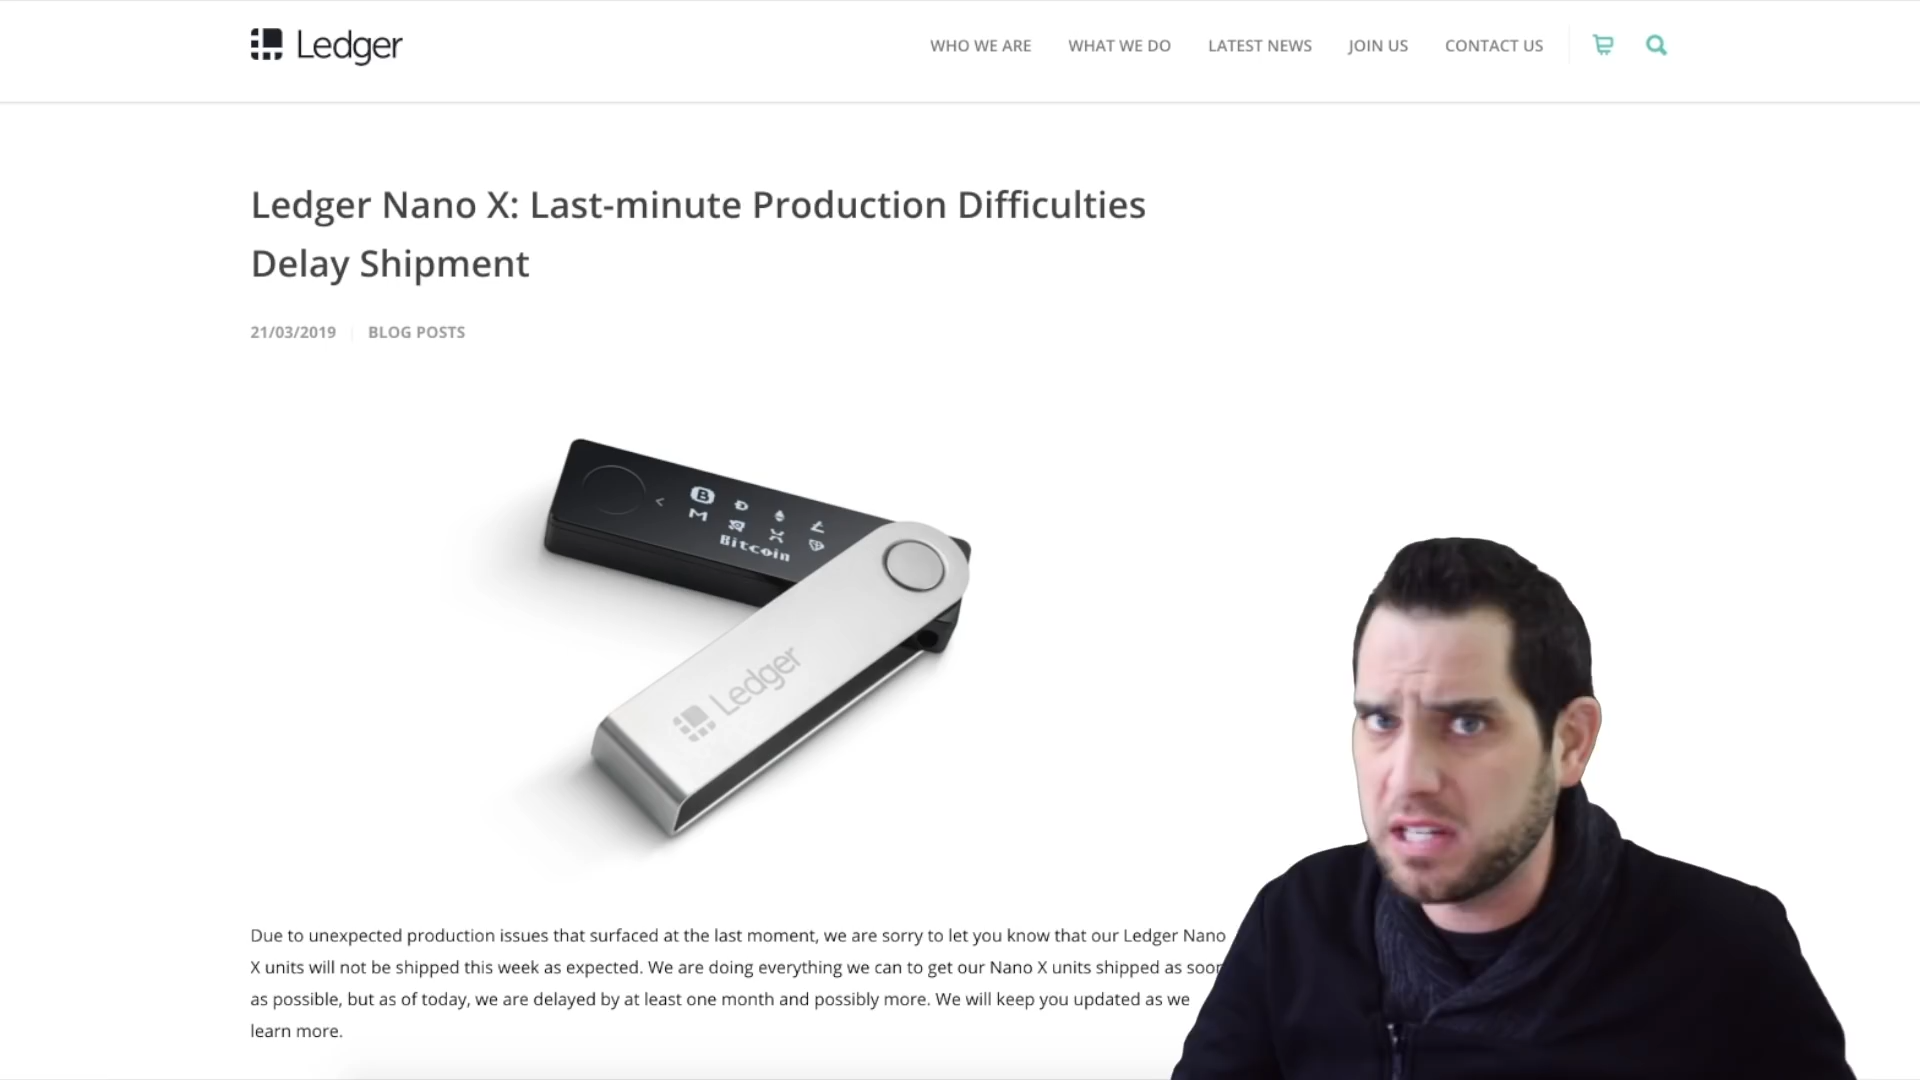 Ledger
WHO WE ARE
WHAT WE DO
LATEST NEWS
JOIN US
CONTACT US
Ledger Nano X: Last-minute Production Difficulties
Delay Shipment
21/03/2019
BLOG POSTS
Bitcoin
Ledger
Due to unexpected production issues that surfaced at the last moment, we are sorry to let you know that our Ledger Nano
X units will not be shipped this week as expected. We are doing everything we can to get our Nano X units shipped as soon
as possible, but as of today, we are delayed by at least one month and possibly more. We will keep you updated as we
learn more.